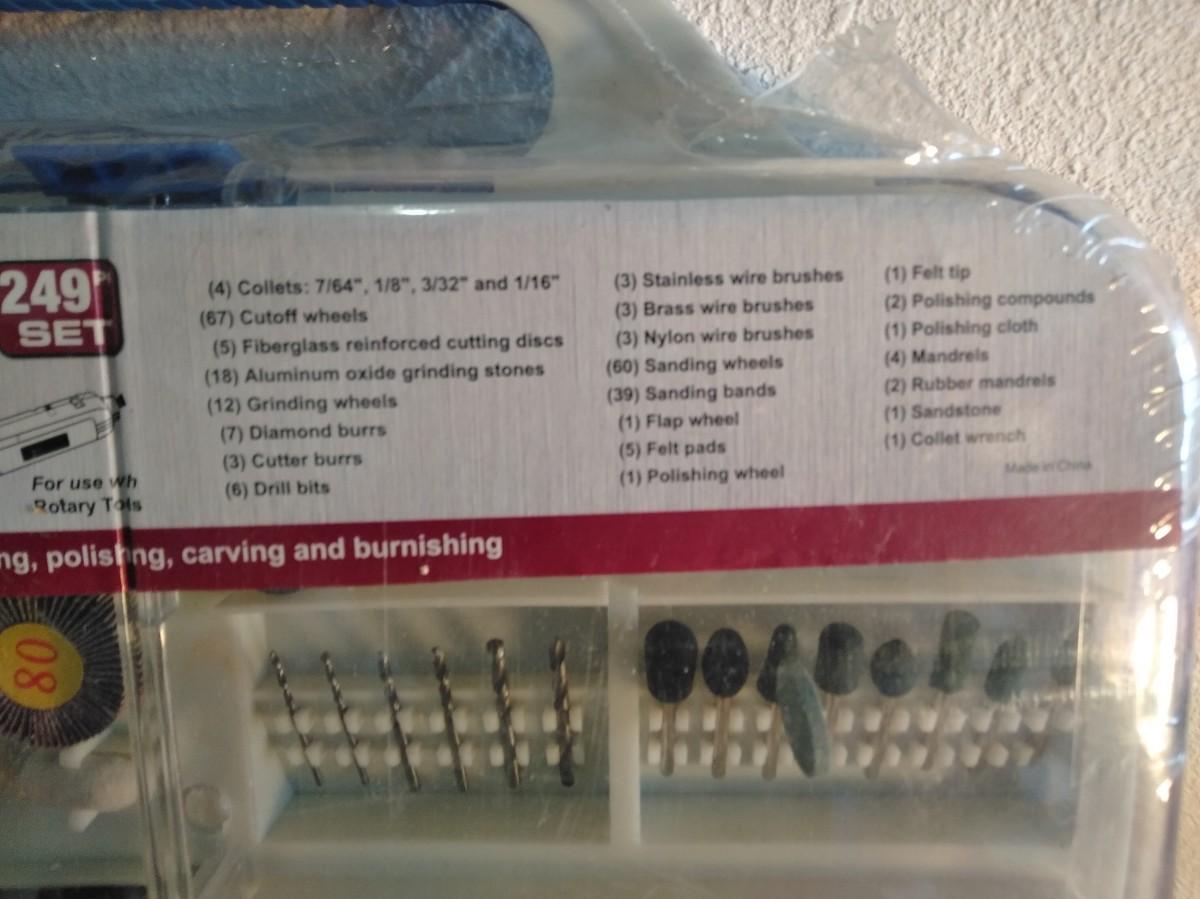 249 PC
SET
For use wh
Rotary Tols
(4) Collets: 7/64", 1/8", 3/32" and 1/16"
(67) Cutoff wheels
(5) Fiberglass reinforced cutting discs
(18) Aluminum oxide grinding stones
(12) Grinding wheels
(7) Diamond burrs
(3) Cutter burrs
(6) Drill bits
(3) Stainless wire brushes
(3) Brass wire brushes
(3) Nylon wire brushes
(60) Sanding wheels
(39) Sanding bands
(1) Flap wheel
(5) Felt pads
(1) Polishing wheel
(1) Felt tip
(2) Polishing compounds
(1) Polishing cloth
(4) Mandrels
(2) Rubber mandrels
(1) Sandstone
(1) Collet wrench
Made in China
ng, polishng, carving and burnishing
80